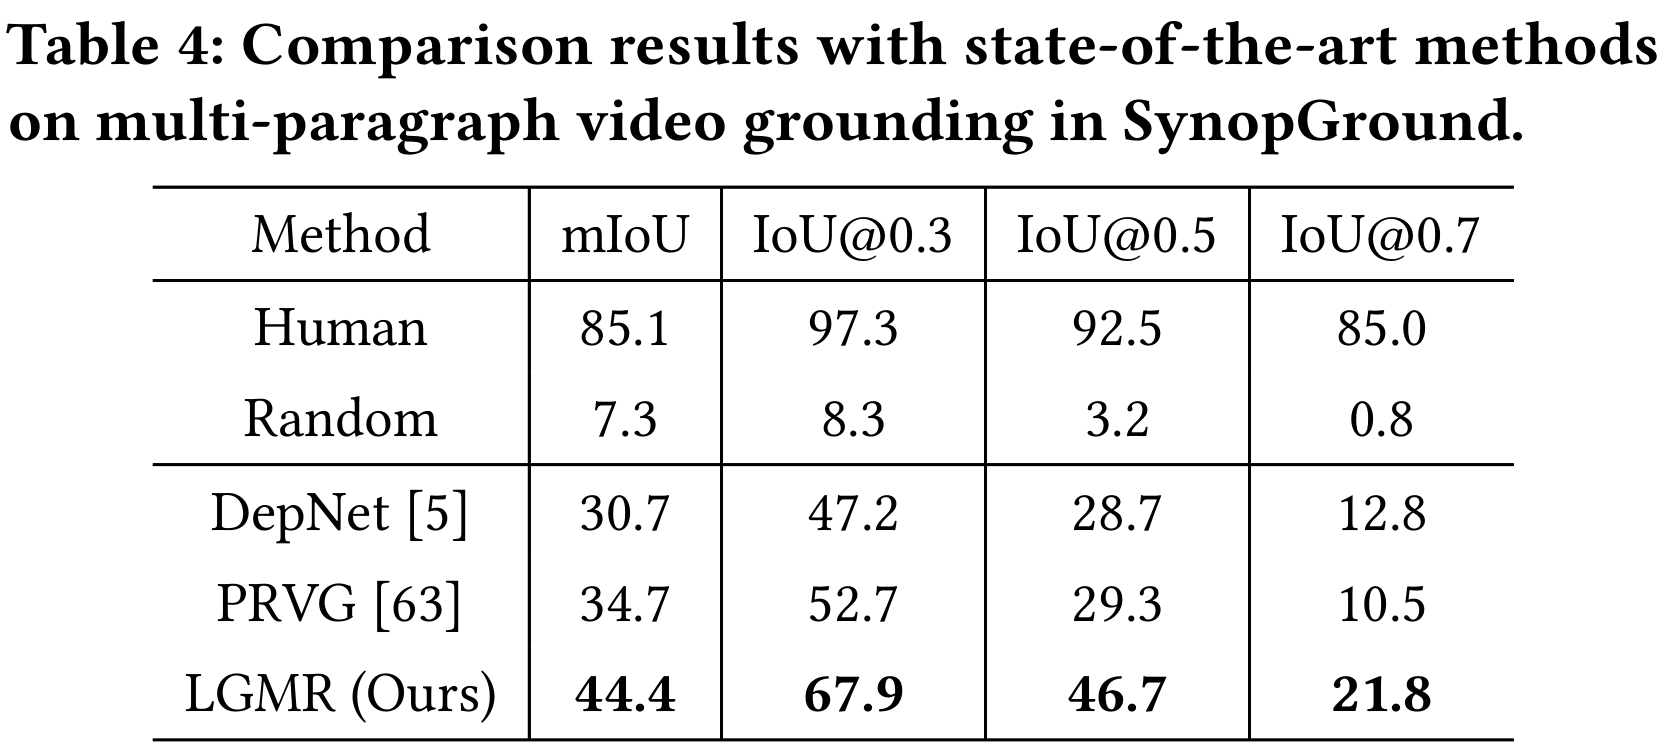 Table 4: Comparison results with state-of-the-art methods
on multi-paragraph video grounding in SynopGround.
Method mIoU IoU@0.3 IoU@0.5 IoU@0.7
Human 85.1 97.3 92.5 85.0
Random 7.3 8.3 3.2 0.8
DepNet [5] 30.7 47.2 28.7 12.8
PRVG [63] 34.7 52.7 29.3 10.5
LGMR (Ours) 44.4 67.9 46.7 21.8